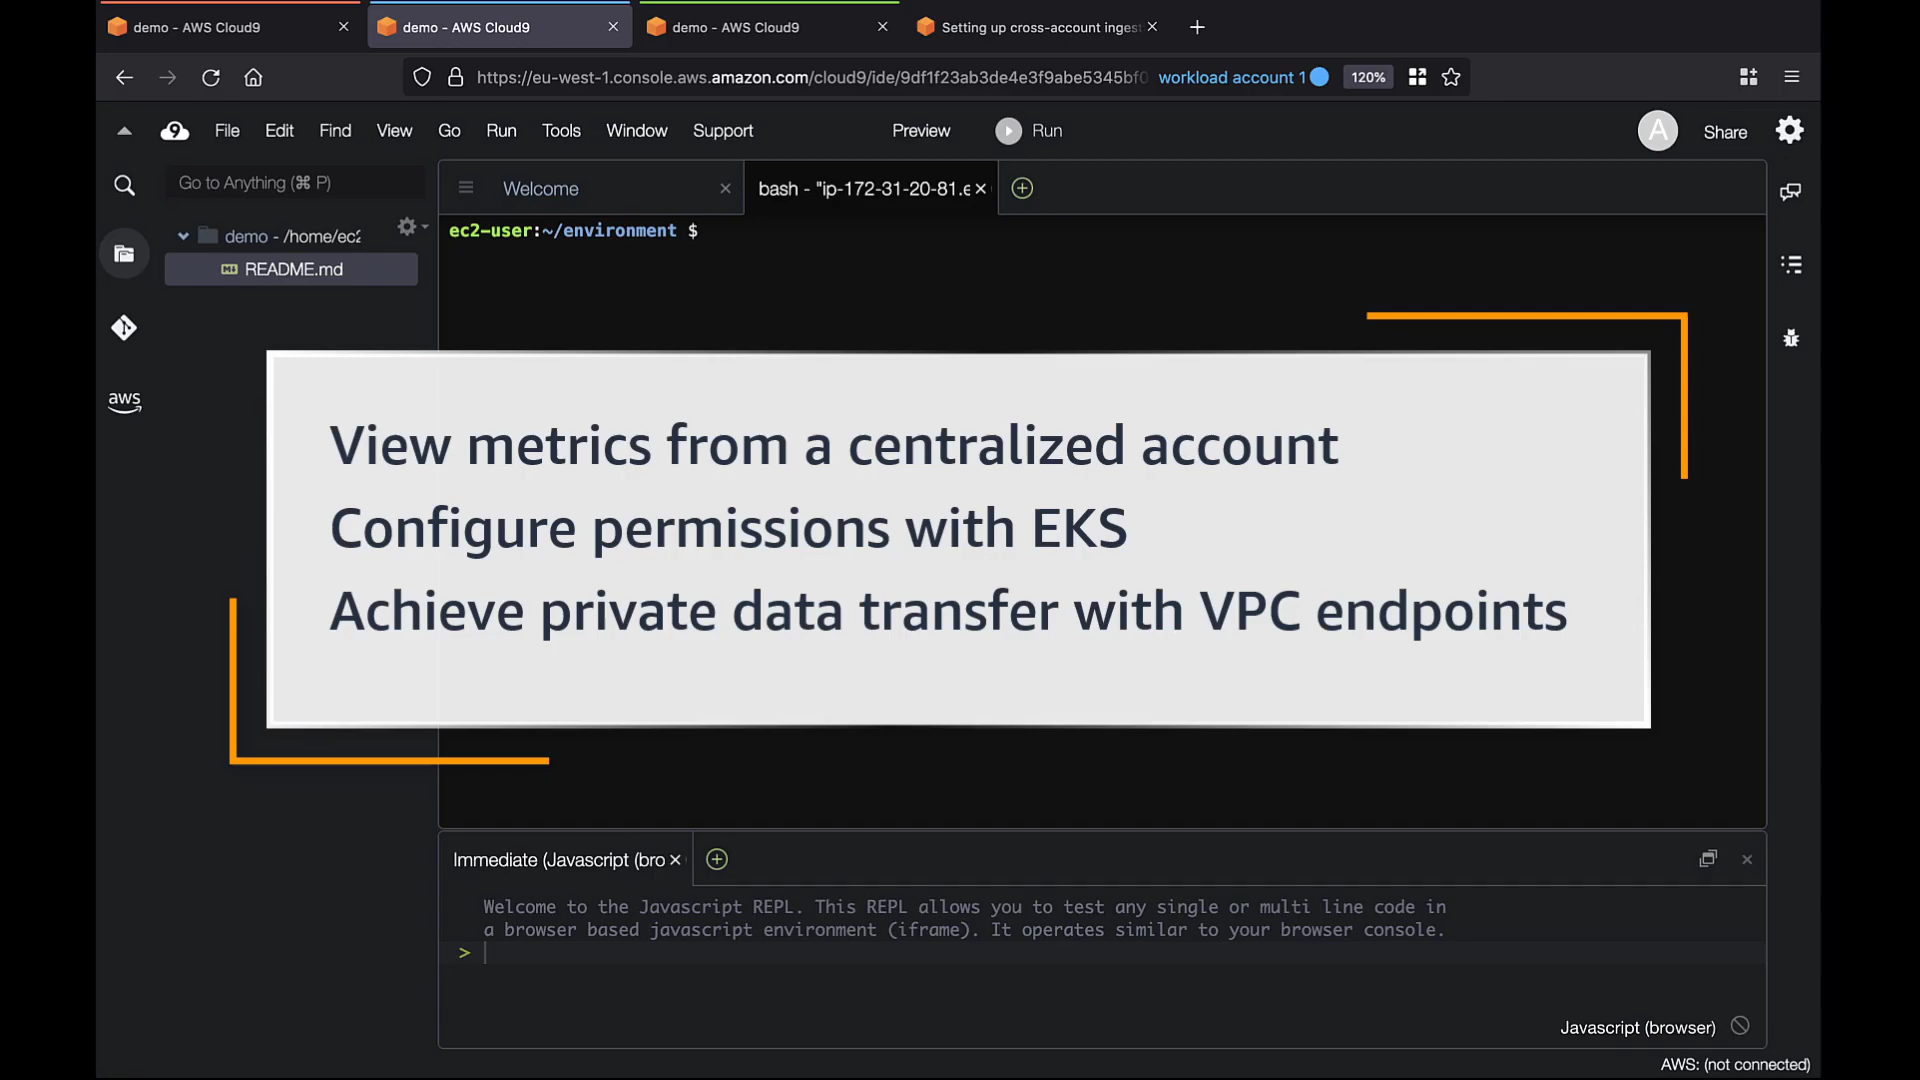 demo - AWS Cloud9
demo - AWS Cloud9
demo - AWS Cloud9
Setting up cross-account inges
https://eu-west-1.console.aws.amazon.com/cloud9/ide/9df1f23ab3de4e3f9abe5345bf0
workload account 1
120%
9
File
Edit
Find
View
Go
Run
Tools
Window
Support
Preview
Run
A
Share
Go to Anything (⌘ P)
Welcome
bash - "ip-172-31-20-81.e
demo - /home/ec2
README.md
ec2-user:~/environment $
aws
View metrics from a centralized account
Configure permissions with EKS
Achieve private data transfer with VPC endpoints
Immediate (Javascript (bro
Welcome to the Javascript REPL. This REPL allows you to test any single or multi line code in
a browser based javascript environment (iframe). It operates similar to your browser console.
>
Javascript (browser)
AWS: (not connected)